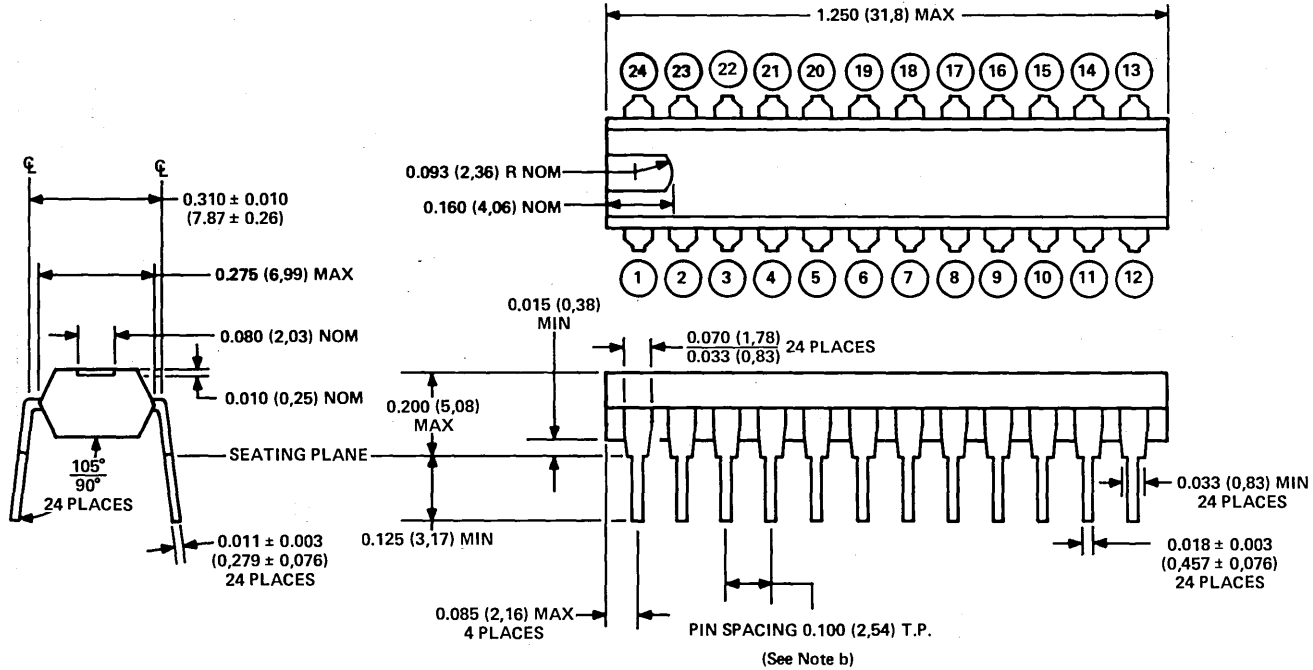 1.250 (31,8) MAX
24 23 22 21 20 19 18 17 16 15 14 13
0.093 (2,36) R NOM
0.160 (4,06) NOM
1 2 3 4 5 6 7 8 9 10 11 12
℄ ℄
0.310 ± 0.010
(7.87 ± 0.26)
0.275 (6,99) MAX
0.080 (2,03) NOM
0.010 (0,25) NOM
105°
90°
24 PLACES
0.011 ± 0.003
(0,279 ± 0,076)
24 PLACES
0.015 (0,38)
MIN
0.070 (1,78)
0.033 (0,83)
24 PLACES
0.200 (5,08)
MAX
SEATING PLANE
0.125 (3,17) MIN
0.033 (0,83) MIN
24 PLACES
0.018 ± 0.003
(0,457 ± 0,076)
24 PLACES
0.085 (2,16) MAX
4 PLACES
PIN SPACING 0.100 (2,54) T.P.
(See Note b)